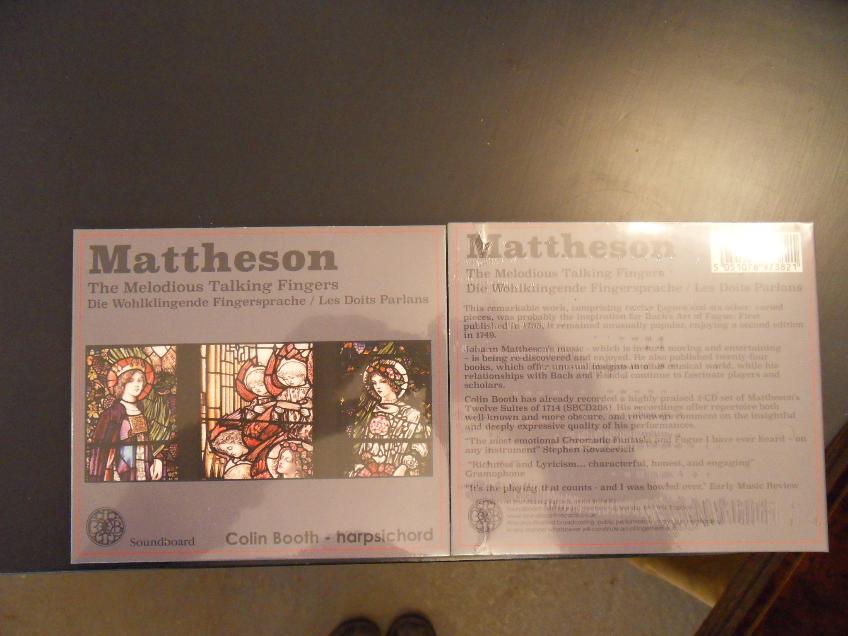 Mattheson
The Melodious Talking Fingers
Die Wohlklingende Fingersprache / Les Doits Parlans
Soundboard
Colin Booth - harpsichord
Mattheson
The Melodious Talking Fingers
Die Wohlklingende Fingersprache / Les Doits Parlans
This remarkable work, comprising twelve fugues and six other varied
pieces, was probably the inspiration for Bach's Art of Fugue. First
published in 1735, it remained unusually popular, enjoying a second edition
in 1749.
Johann Mattheson's music - which is in turn moving and entertaining
- is being re-discovered and enjoyed. He also published twenty-four
books, which offer unusual insights into his musical world, while his
relationships with Bach and Handel continue to fascinate players and
scholars.
Colin Booth has already recorded a highly praised 2-CD set of Mattheson's
Twelve Suites of 1714 (SBCD208). His recordings offer repertoire both
well-known and more obscure, and reviewers comment on the insightful
and deeply expressive quality of his performances.
"The most emotional Chromatic Fantasia and Fugue I have ever heard - on
any instrument" Stephen Kovacevich
"Richness and Lyricism... characterful, honest, and engaging"
Gramophone
"It's the playing that counts - and I was bowled over." Early Music Review